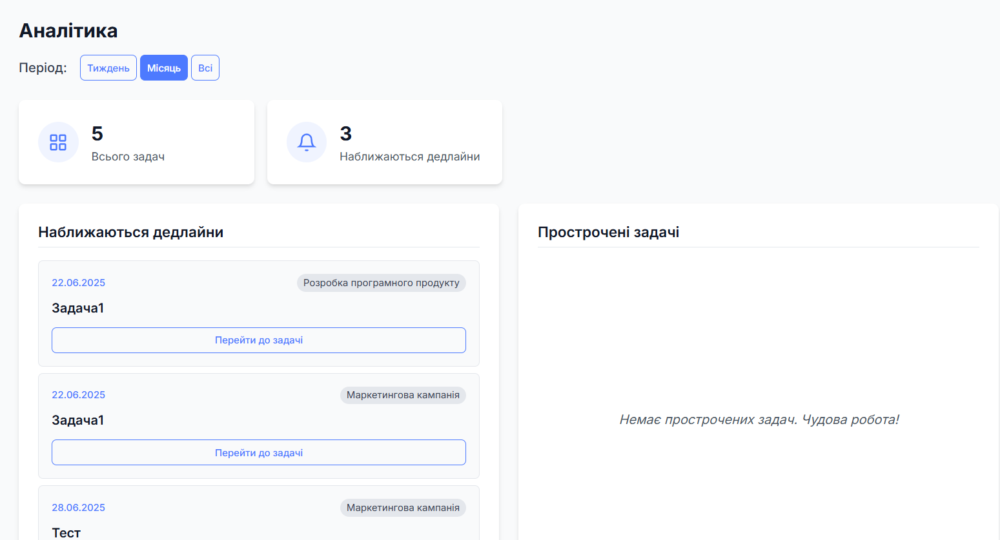 Аналітика
Період: Тиждень Місяць Всі
5
Всього задач
3
Наближаються дедлайни
Наближаються дедлайни
22.06.2025 Розробка програмного продукту
Задача1
Перейти до задачі
22.06.2025 Маркетингова кампанія
Задача1
Перейти до задачі
28.06.2025 Маркетингова кампанія
Тест
Прострочені задачі
Немає прострочених задач. Чудова робота!